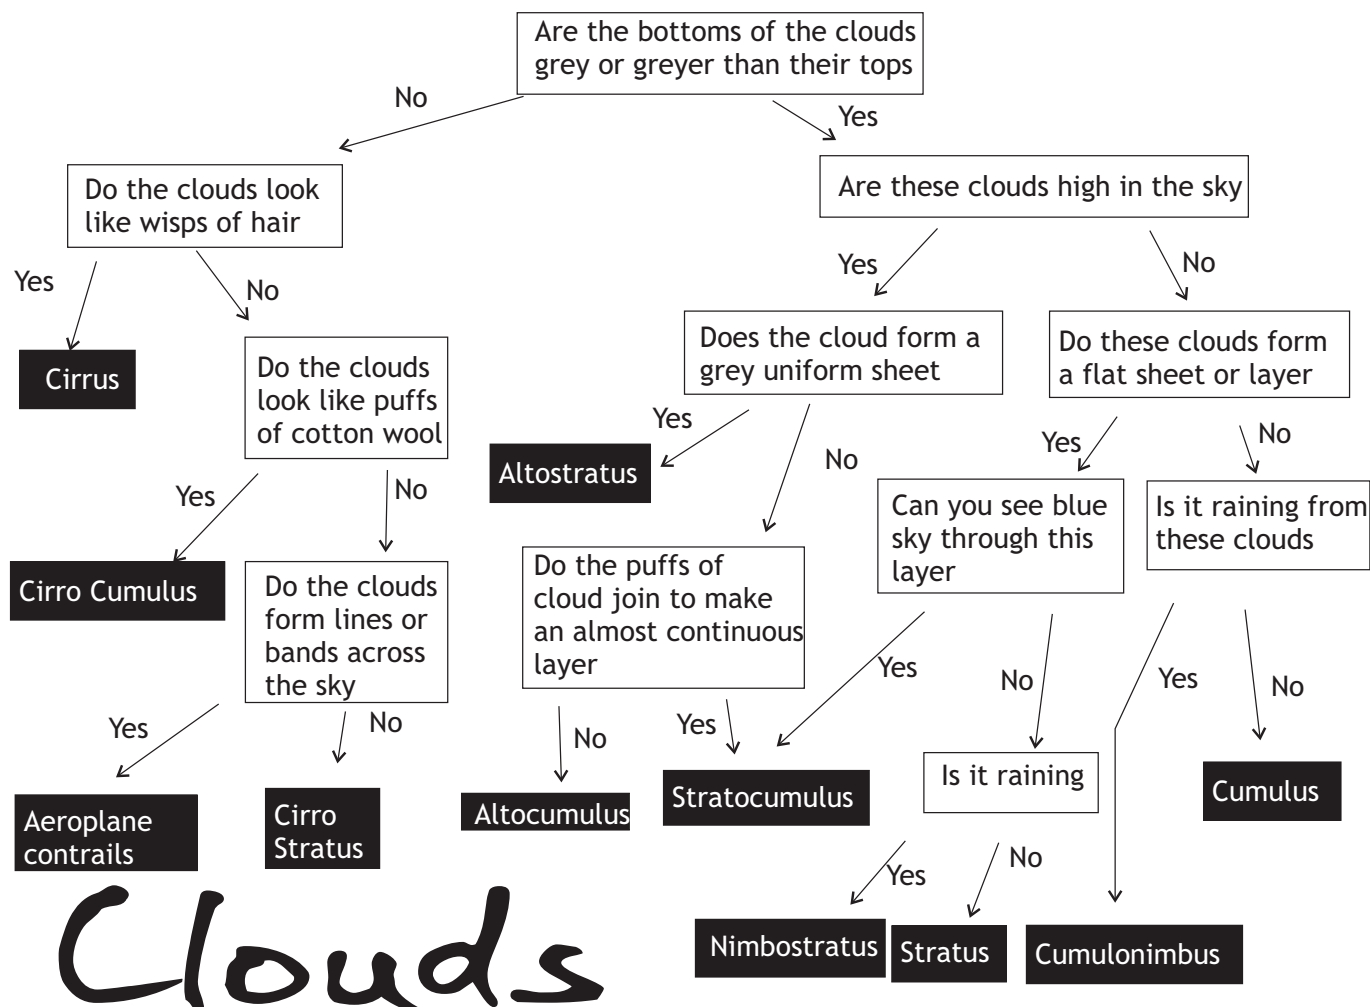 Are the bottoms of the clouds
grey or greyer than their tops
No
Yes
Do the clouds look
like wisps of hair
Are these clouds high in the sky
Yes
No
Yes
No
Cirrus
Do the clouds
look like puffs
of cotton wool
Does the cloud form a
grey uniform sheet
Do these clouds form
a flat sheet or layer
Yes
No
Yes
No
Yes
No
Altostratus
Can you see blue
sky through this
layer
Is it raining from
these clouds
Cirro Cumulus
Do the clouds
form lines or
bands across
the sky
Do the puffs of
cloud join to make
an almost continuous
layer
Yes
No
Yes
No
Yes
No
No
Yes
Is it raining
Aeroplane
contrails
Cirro
Stratus
Altocumulus
Stratocumulus
Cumulus
Yes
No
Nimbostratus
Stratus
Cumulonimbus
Clouds